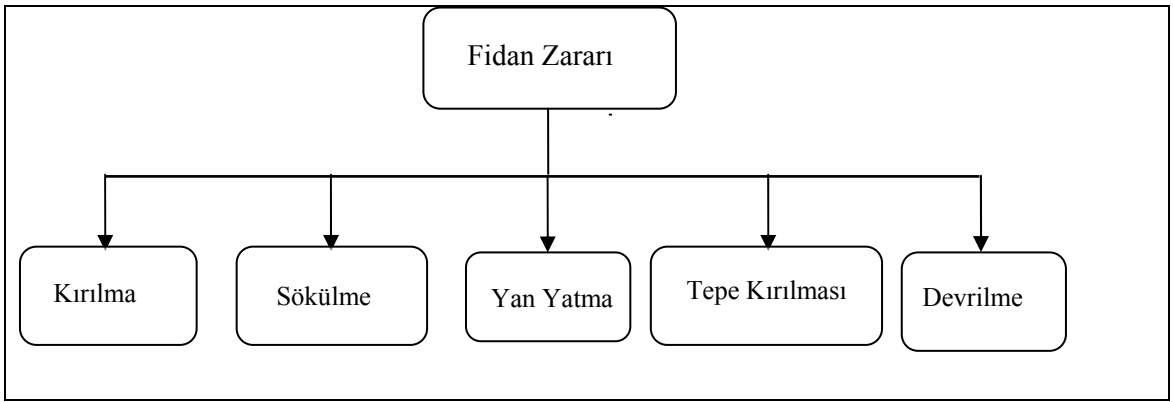 Fidan Zararı
Kırılma
Sökülme
Yan Yatma
Tepe Kırılması
Devrilme